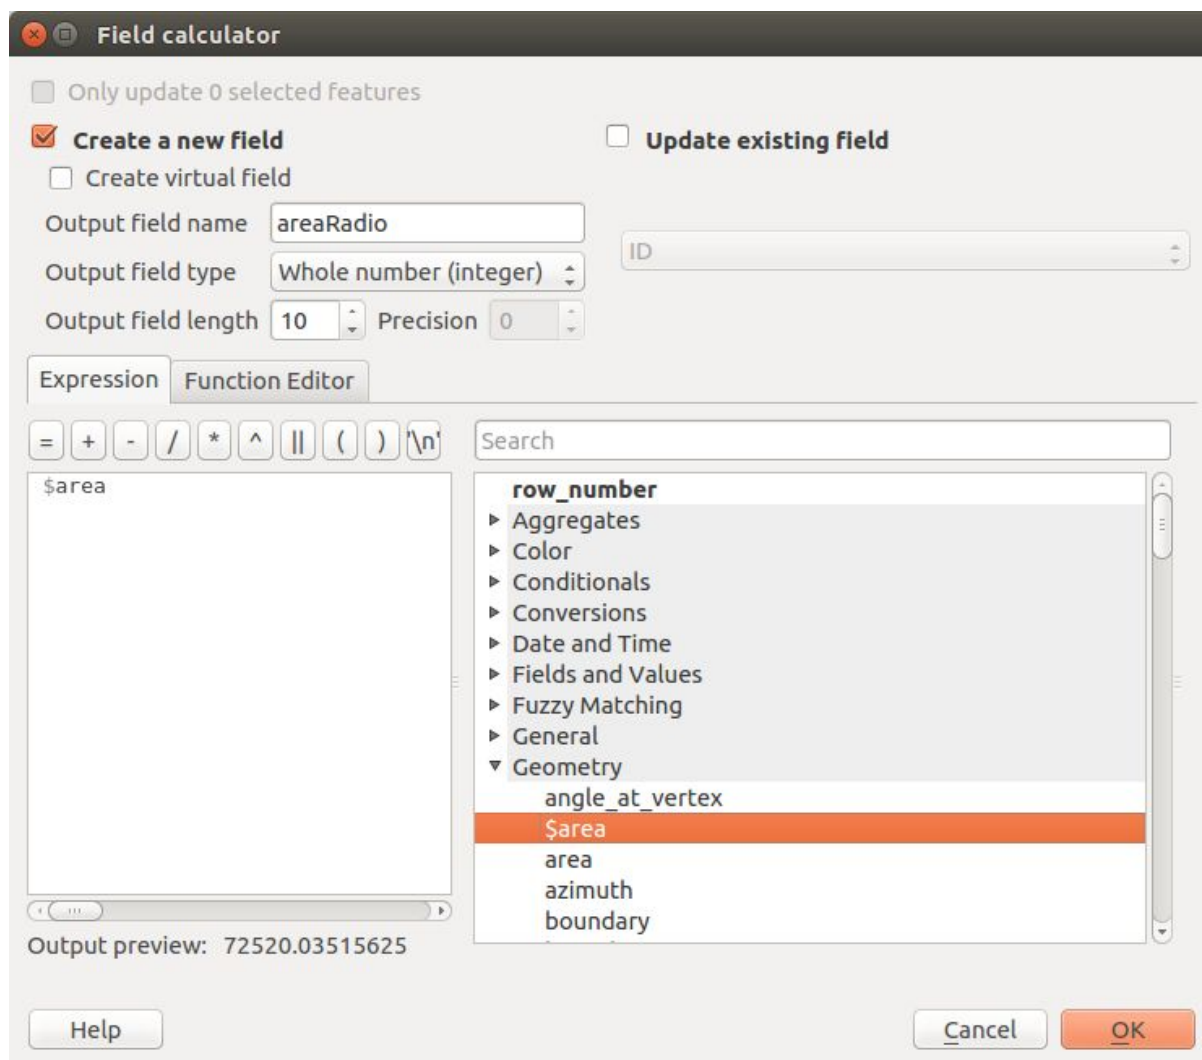 Field calculator
Only update 0 selected features
Create a new field
Update existing field
Create virtual field
Output field name areaRadio
ID
Output field type Whole number (integer)
Output field length 10 Precision 0
Expression Function Editor
= + - / * ^ || ( ) '\n'
Search
$area
row_number
Aggregates
Color
Conditionals
Conversions
Date and Time
Fields and Values
Fuzzy Matching
General
Geometry
angle_at_vertex
$area
area
azimuth
boundary
Output preview: 72520.03515625
Help Cancel OK